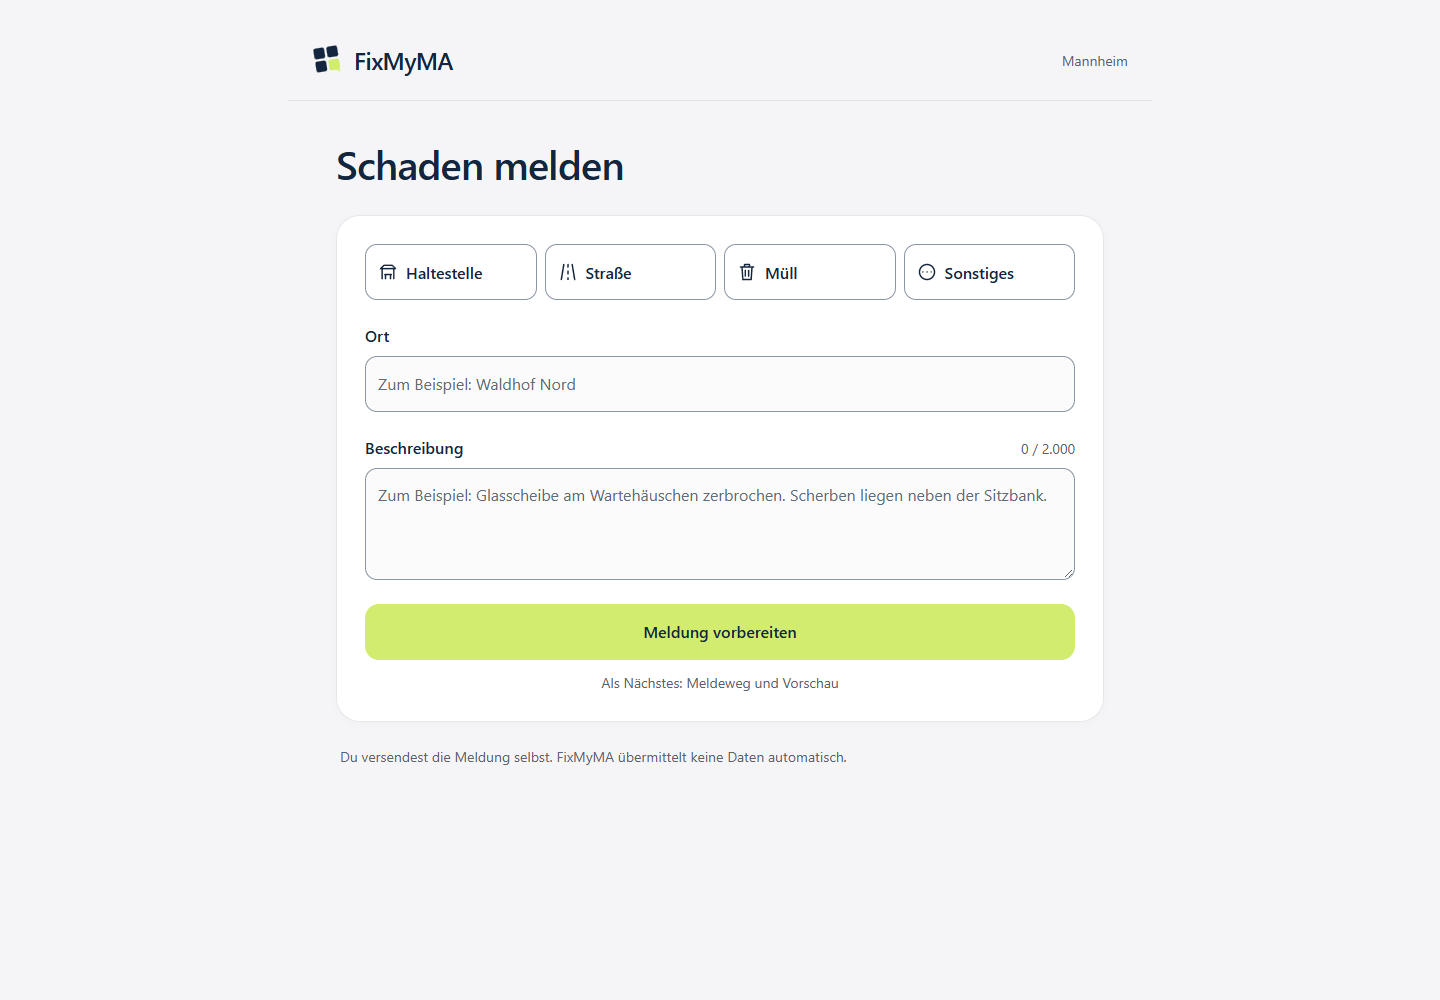 FixMyMA
Mannheim
Schaden melden
Haltestelle
Straße
Müll
Sonstiges
Ort
Zum Beispiel: Waldhof Nord
Beschreibung
0 / 2.000
Zum Beispiel: Glasscheibe am Wartehäuschen zerbrochen. Scherben liegen neben der Sitzbank.
Meldung vorbereiten
Als Nächstes: Meldeweg und Vorschau
Du versendest die Meldung selbst. FixMyMA übermittelt keine Daten automatisch.